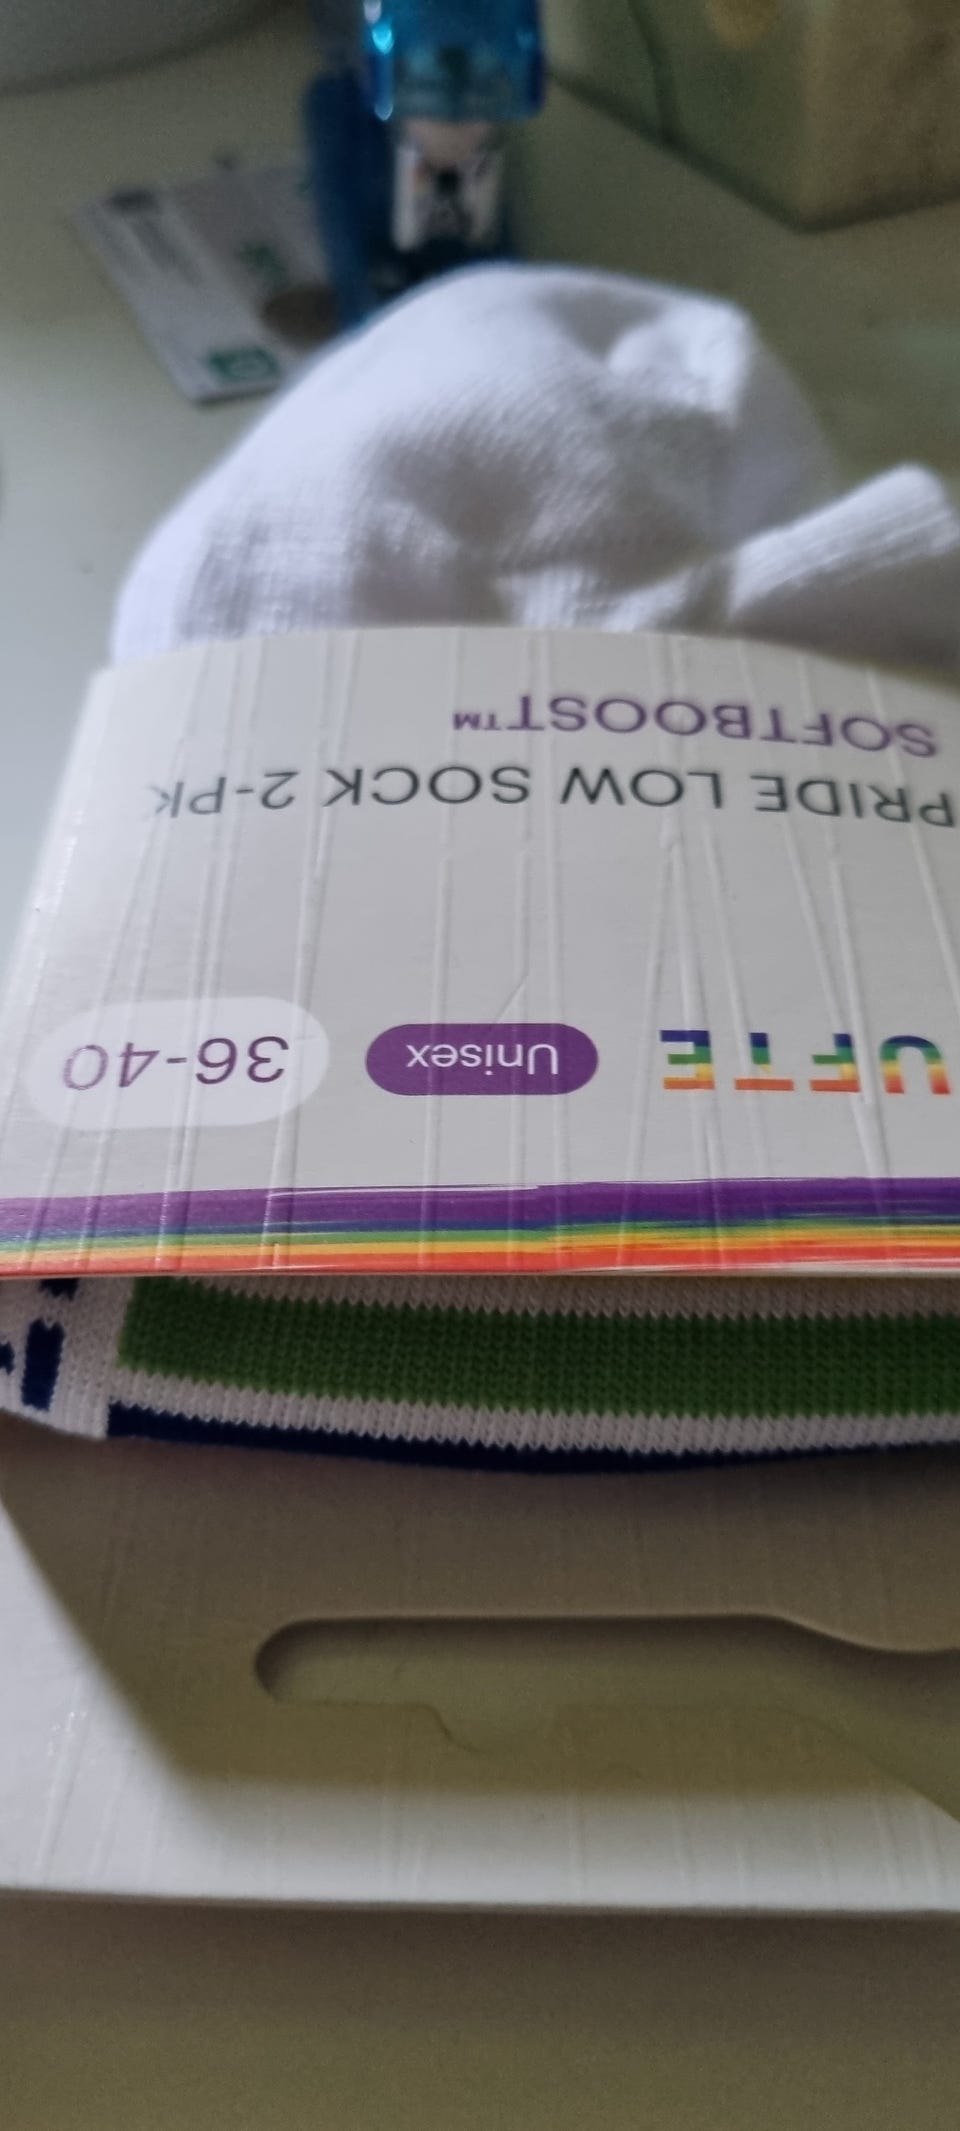 UFTE Unisex 36-40
PRIDE LOW SOCK 2-PK
SOFTBOOST™